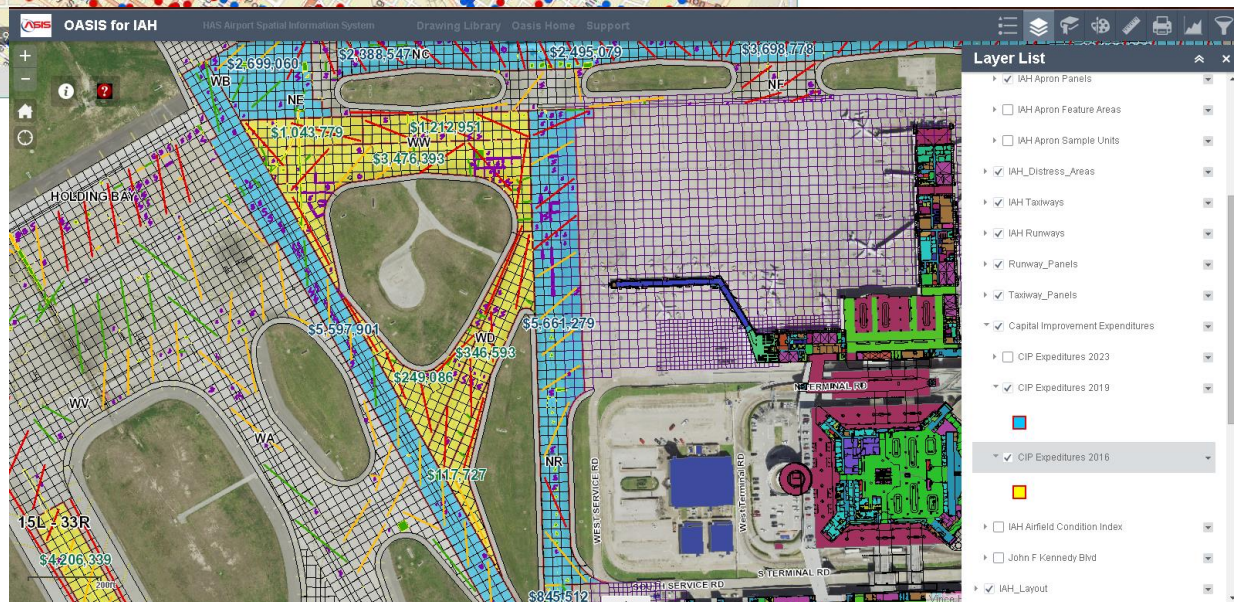 ASIS
OASIS for IAH
HAS Airport Spatial Information System
Drawing Library Oasis Home Support
+
−
i
?
Layer List
IAH Apron Panels
IAH Apron Feature Areas
IAH Apron Sample Units
IAH_Distress_Areas
IAH Taxiways
IAH Runways
Runway_Panels
Taxiway_Panels
Capital Improvement Expenditures
CIP Expeditures 2023
CIP Expeditures 2019
CIP Expeditures 2016
IAH Airfield Condition Index
John F Kennedy Blvd
IAH_Layout
$2,699,060
$2,388,547
NC
$2,495,079
$3,698,778
WB
NE
NF
$1,043,779
$1,212,951
WW
$3,476,393
HOLDING BAY
$5,597,901
$5,661,279
WD
$346,593
$249,086
N TERMINAL RD
WV
WA
$117,727
NR
WEST SERVICE RD
West Terminal RD
15L - 33R
$4,206,339
200ft
S TERMINAL RD
SOUTH SERVICE RD
$845,512